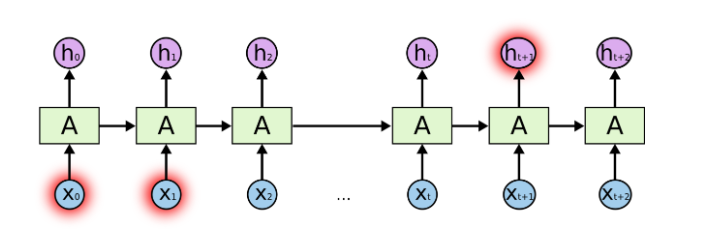 h₀ h₁ h₂ hₜ hₜ₊₁ hₜ₊₂
A A A A A A
x₀ x₁ x₂ ... xₜ xₜ₊₁ xₜ₊₂